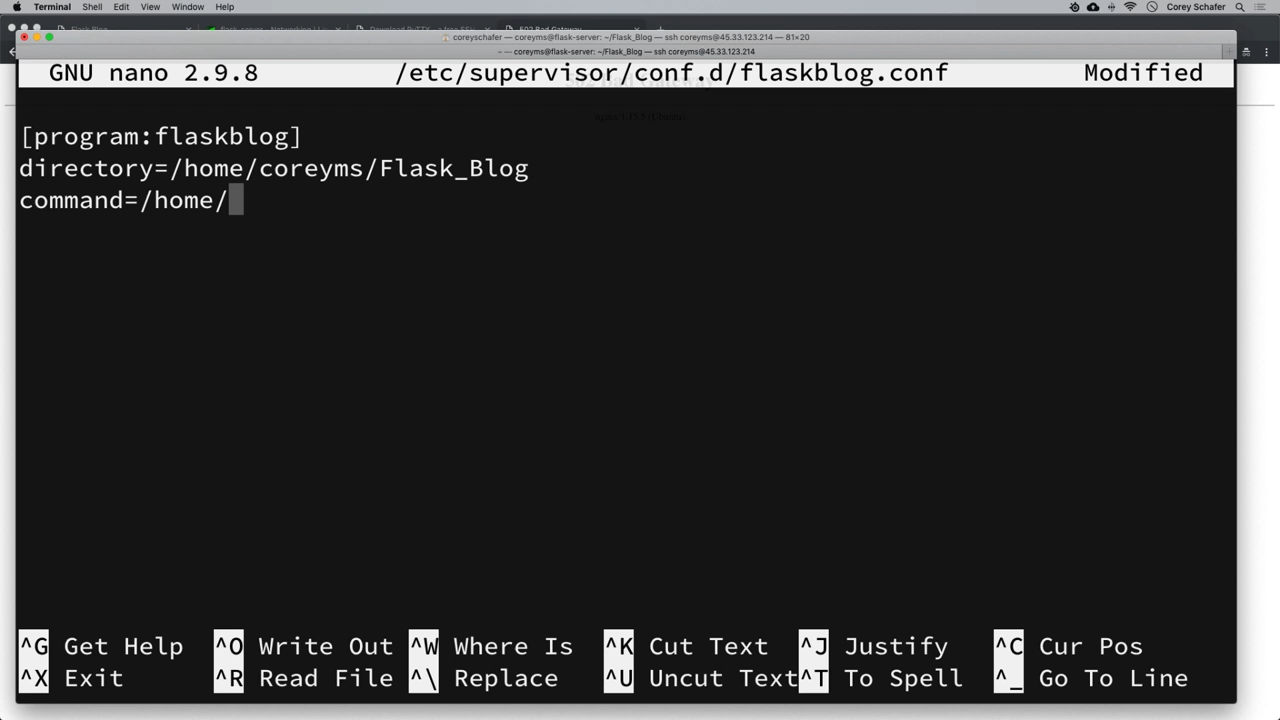 Terminal Shell Edit View Window Help Corey Schafer
coreyschafer — coreyms@flask-server: ~/Flask_Blog — ssh coreyms@45.33.123.214 — 81×20
coreyms@flask-server: ~/Flask_Blog — ssh coreyms@45.33.123.214
GNU nano 2.9.8 /etc/supervisor/conf.d/flaskblog.conf Modified
[program:flaskblog]
directory=/home/coreyms/Flask_Blog
command=/home/
^G Get Help ^O Write Out ^W Where Is ^K Cut Text ^J Justify ^C Cur Pos
^X Exit ^R Read File ^\ Replace ^U Uncut Text ^T To Spell ^_ Go To Line